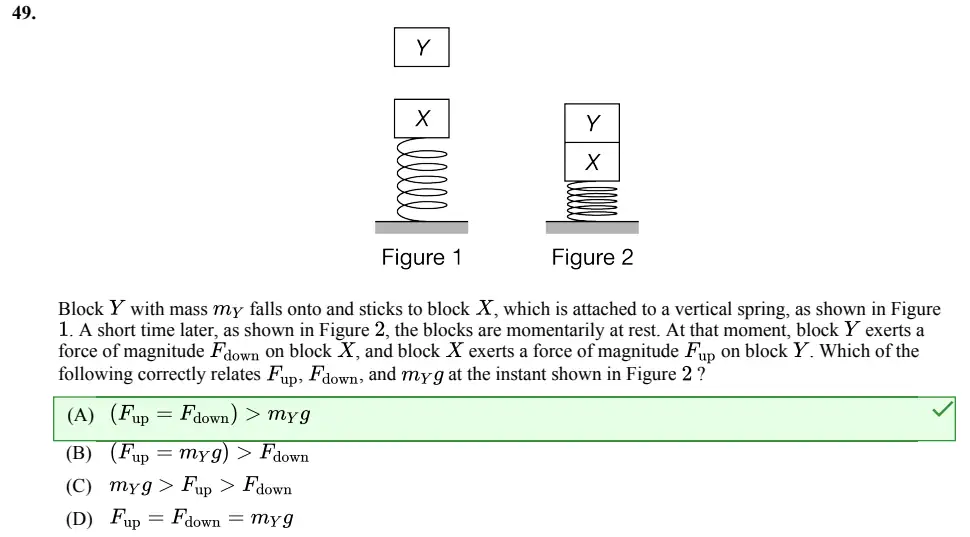 49.
Y
X
Y
X
Figure 1
Figure 2
Block Y with mass m_Y falls onto and sticks to block X, which is attached to a vertical spring, as shown in Figure
1. A short time later, as shown in Figure 2, the blocks are momentarily at rest. At that moment, block Y exerts a
force of magnitude F_down on block X, and block X exerts a force of magnitude F_up on block Y. Which of the
following correctly relates F_up, F_down, and m_Y g at the instant shown in Figure 2 ?
(A) (F_up = F_down) > m_Y g
(B) (F_up = m_Y g) > F_down
(C) m_Y g > F_up > F_down
(D) F_up = F_down = m_Y g